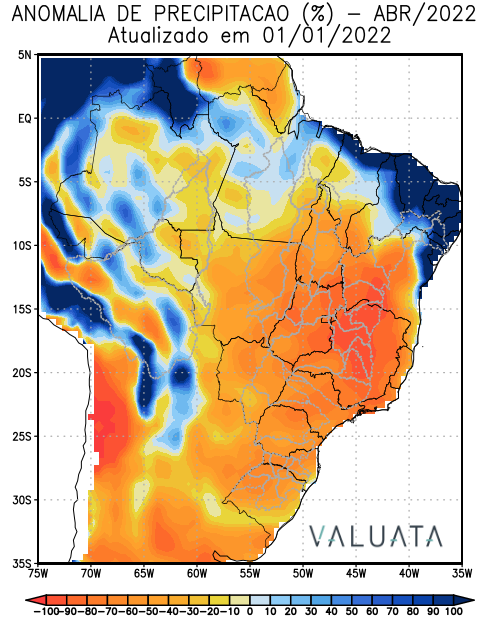 ANOMALIA DE PRECIPITACAO (%) – ABR/2022
Atualizado em 01/01/2022
5N
EQ
5S
10S
15S
20S
25S
30S
35S
75W 70W 65W 60W 55W 50W 45W 40W 35W
VALUATA
−100 −90 −80 −70 −60 −50 −40 −30 −20 −10 0 10 20 30 40 50 60 70 80 90 100